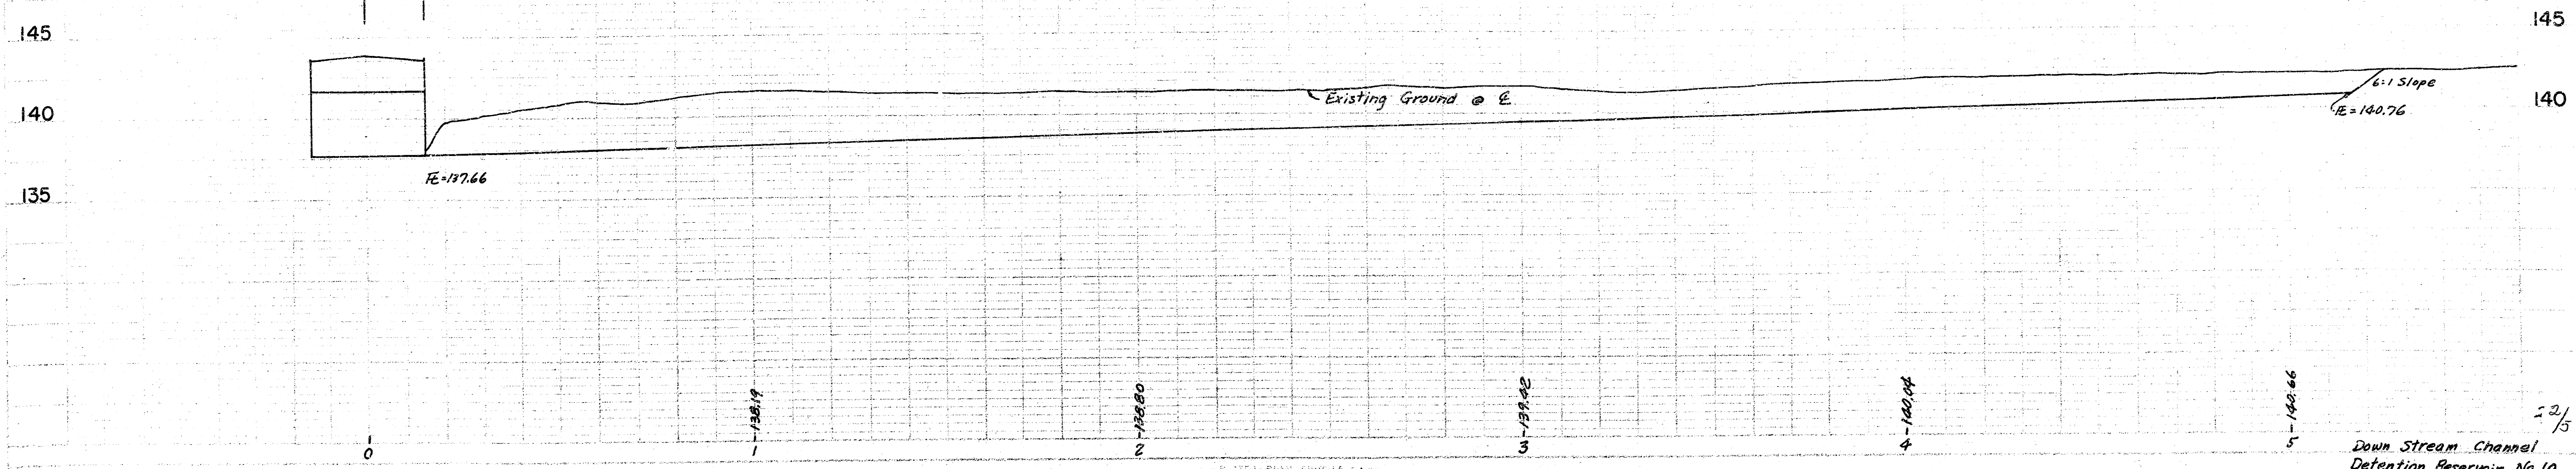 145
145
140
Existing Ground @ ℄
6:1 Slope
140
FE=140.76
FE=137.66
135
138.19
138.80
139.42
140.04
140.66
0
1
2
3
4
5
Down Stream Channel
Detention Reservoir No. 10